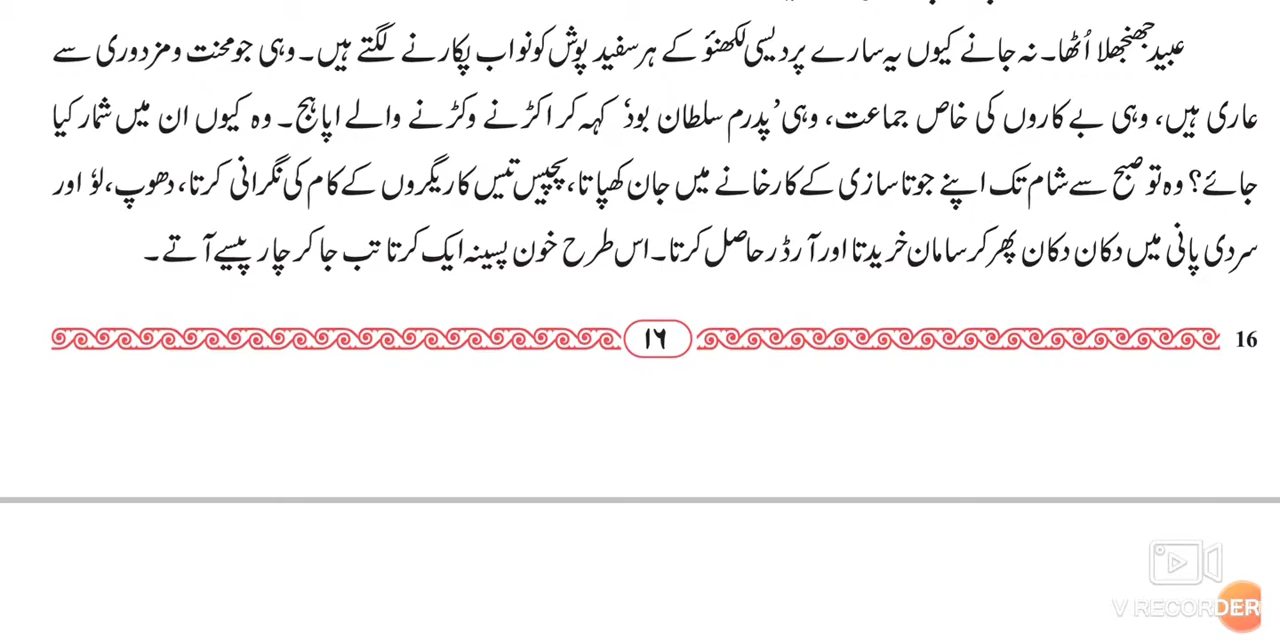 عبید جھنجھلا اُٹھا۔ نہ جانے کیوں یہ سارے پردیسی لکھنؤ کے ہر سفید پوش کو نواب پکارنے لگتے ہیں۔ وہی جو محنت و مزدوری سے
عاری ہیں، وہی بے کاروں کی خاص جماعت، وہی ’پدرم سلطان بود‘ کہہ کر اکڑنے وکڑنے والے اپاہج۔ وہ کیوں ان میں شمار کیا
جائے؟ وہ تو صبح سے شام تک اپنے جوتا سازی کے کارخانے میں جان کھپاتا، پچیس تیس کاریگروں کے کام کی نگرانی کرتا، دھوپ، لوٗ اور
سردی پانی میں دکان دکان پھر کر سامان خریدتا اور آرڈر حاصل کرتا۔ اس طرح خون پسینہ ایک کرتا تب جا کر چار پیسے آتے۔
۱۶
16
V RECORDER